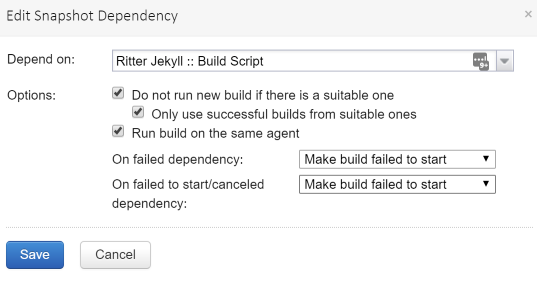 Edit Snapshot Dependency
×
Depend on:
Ritter Jekyll :: Build Script
9+
Options:
Do not run new build if there is a suitable one
Only use successful builds from suitable ones
Run build on the same agent
On failed dependency:
Make build failed to start
On failed to start/canceled
dependency:
Make build failed to start
Save
Cancel